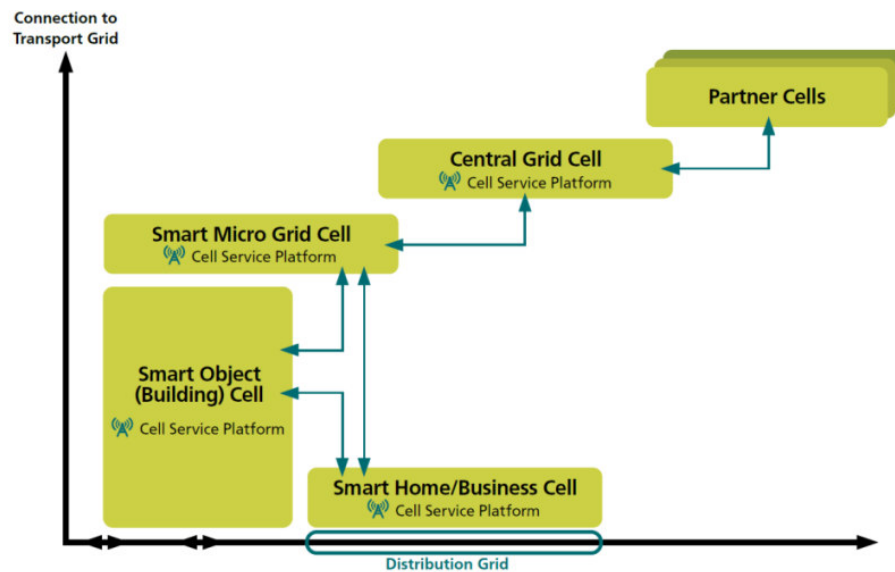 Connection to
Transport Grid
Partner Cells
Central Grid Cell
Cell Service Platform
Smart Micro Grid Cell
Cell Service Platform
Smart Object
(Building) Cell
Cell Service Platform
Smart Home/Business Cell
Cell Service Platform
Distribution Grid